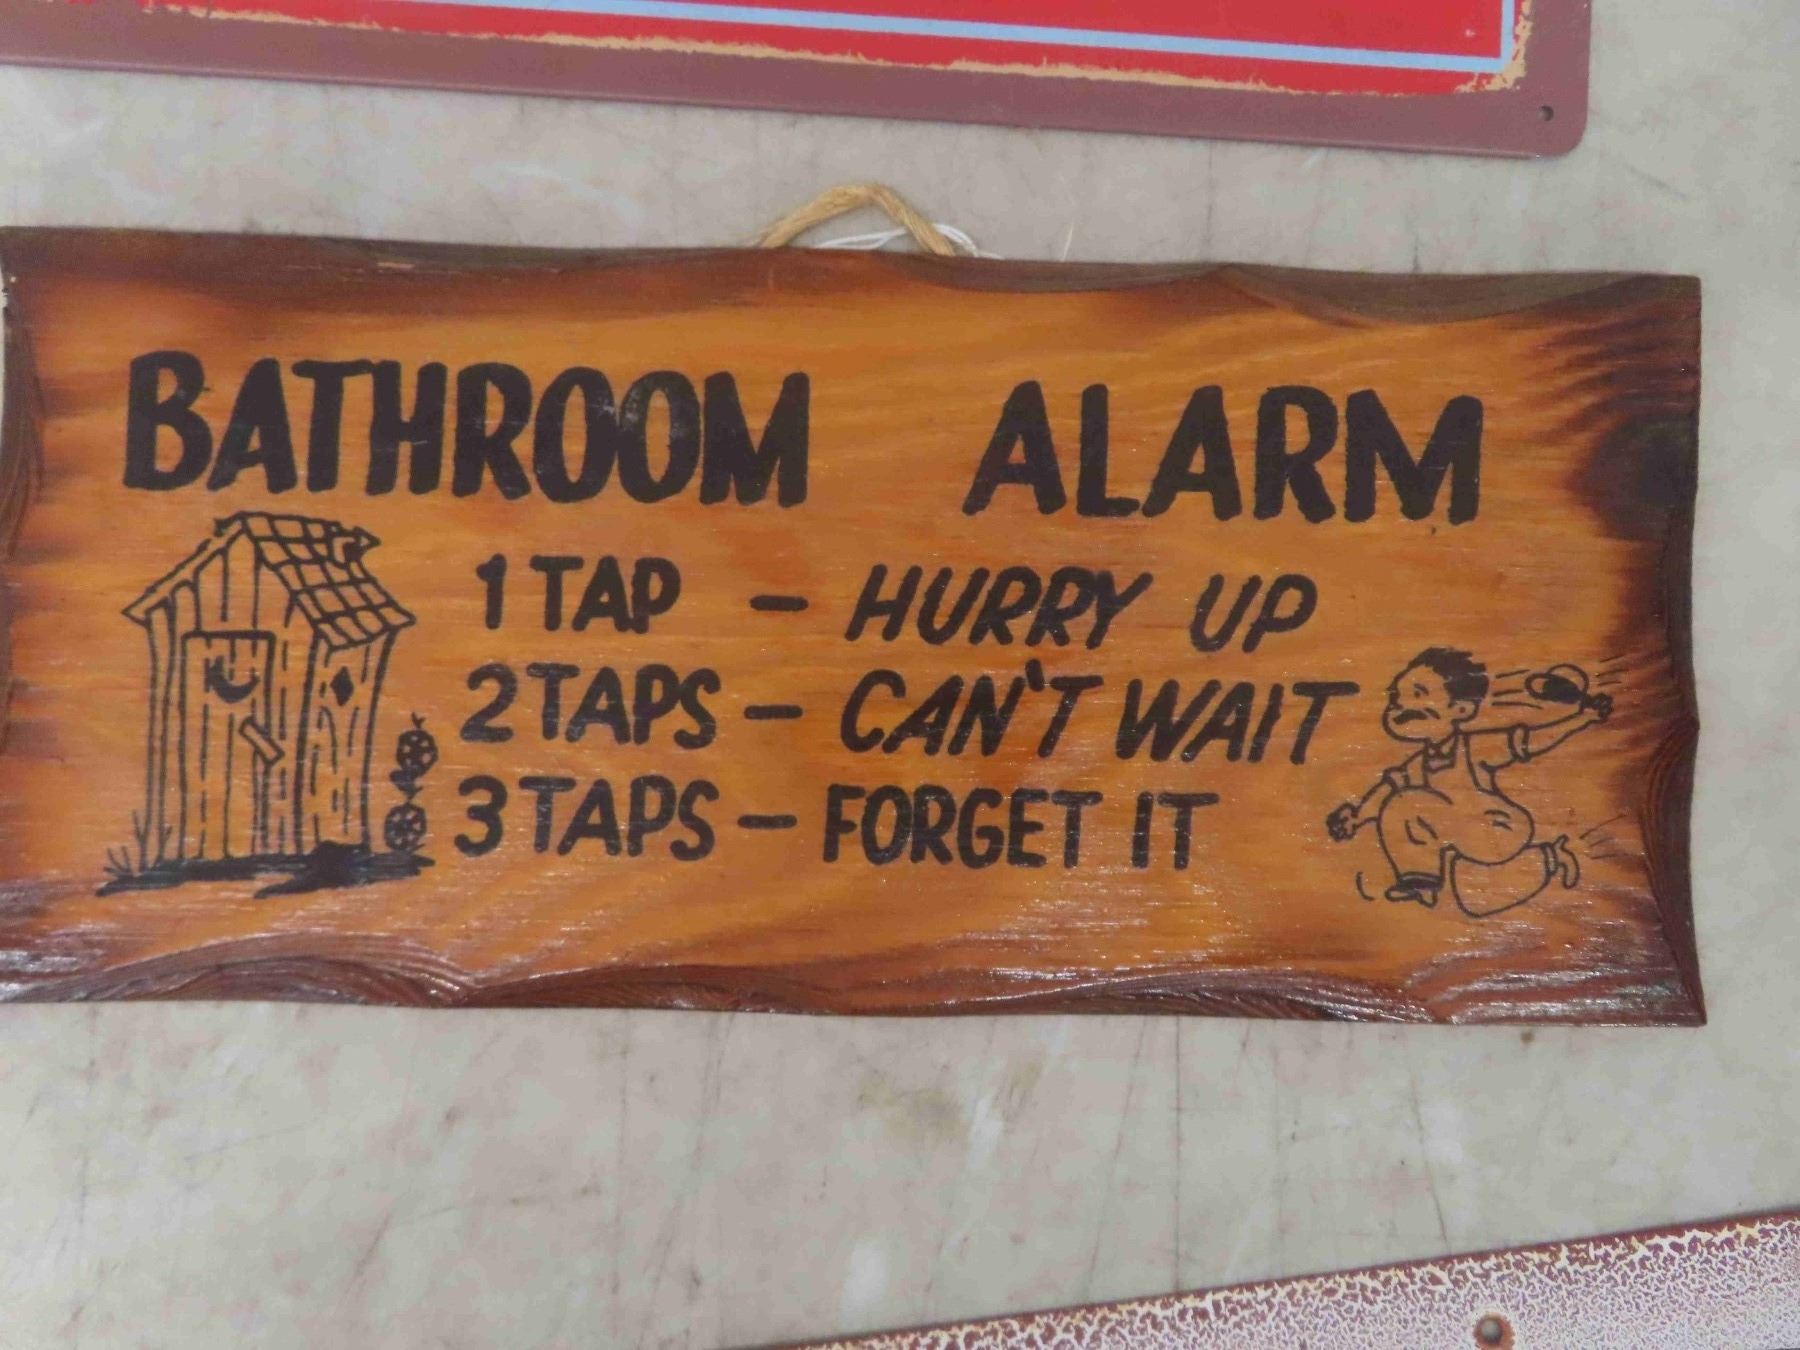 BATHROOM ALARM
1 TAP - HURRY UP
2 TAPS - CAN'T WAIT
3 TAPS - FORGET IT